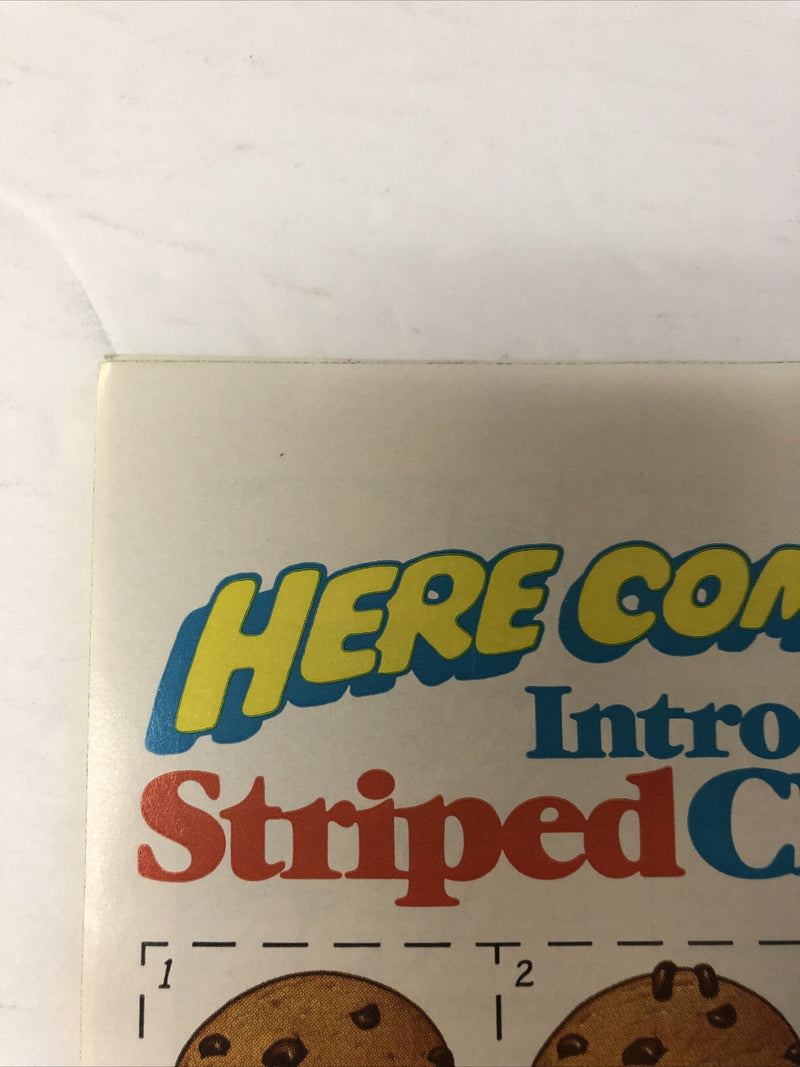 HERE COM
Intro
Striped C
1 2